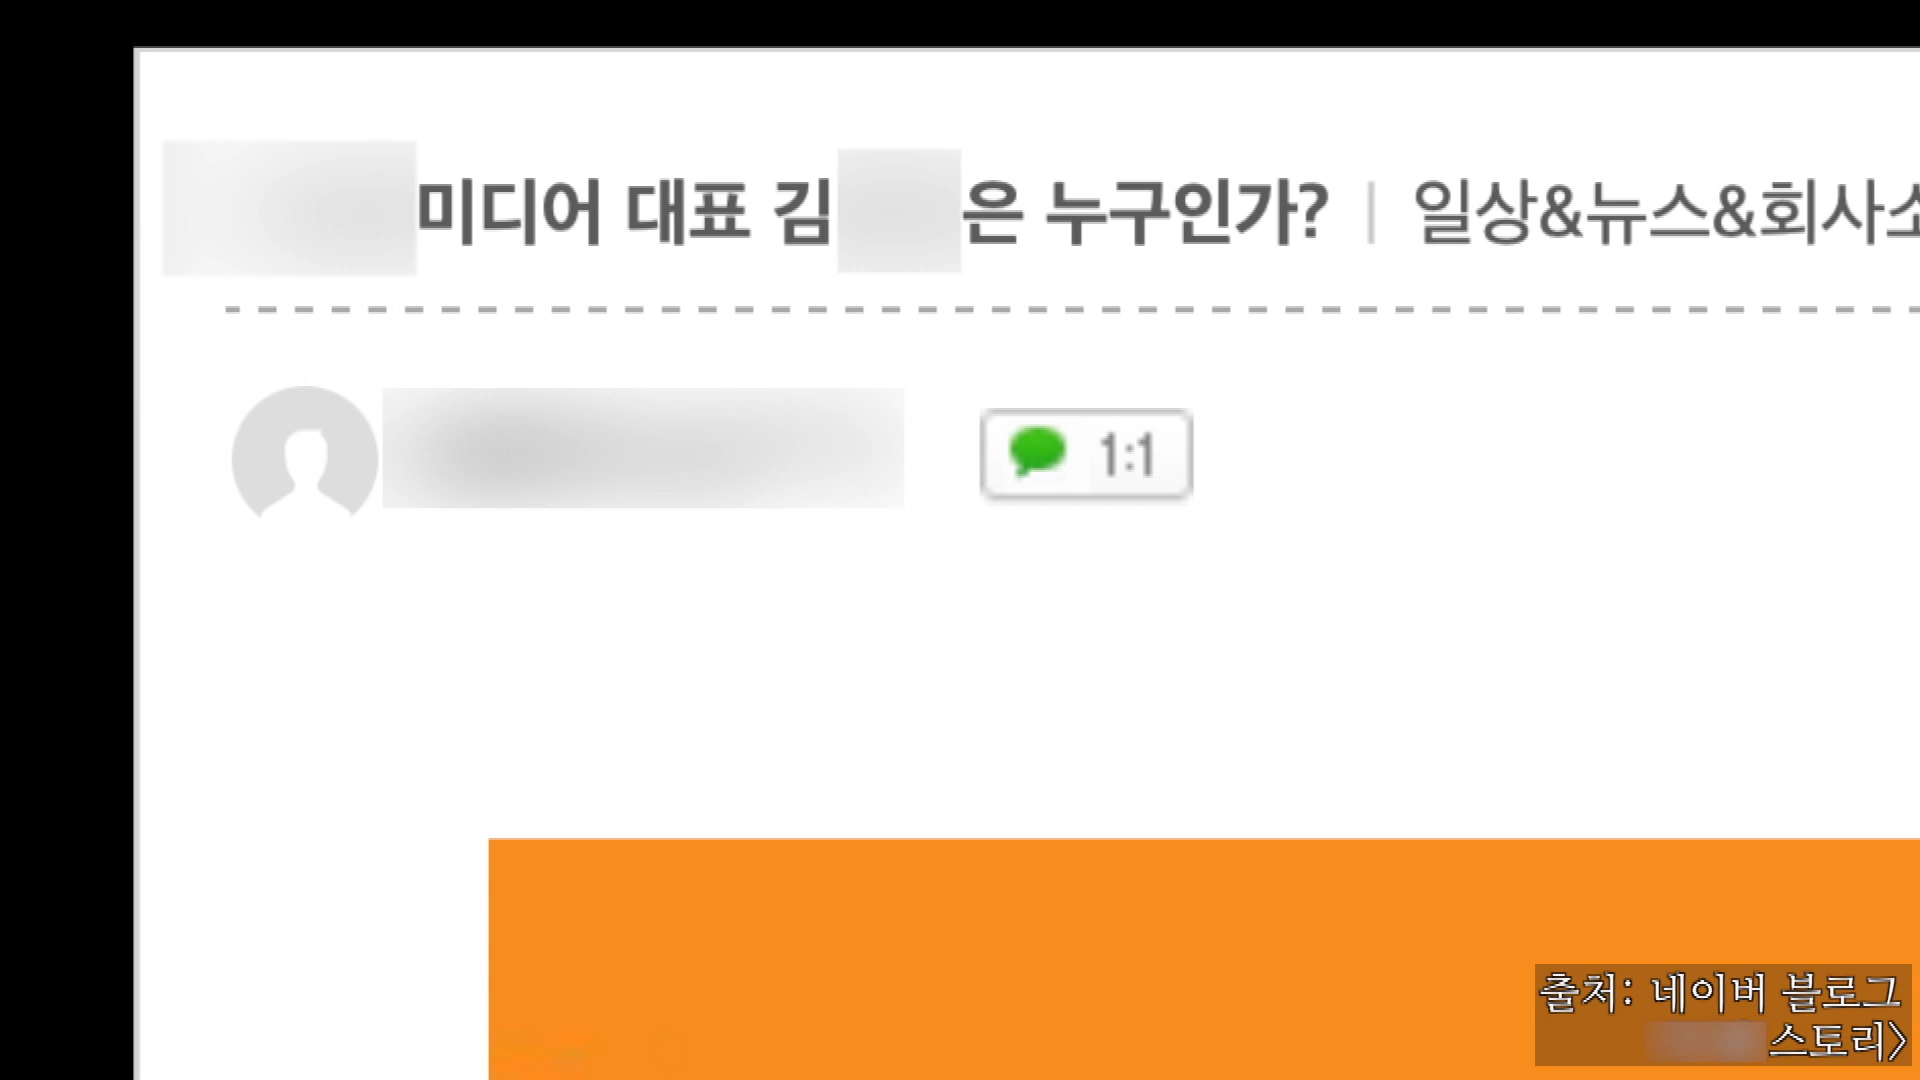 미디어 대표 김 은 누구인가? | 일상&뉴스&회사소
1:1
출처: 네이버 블로그
스토리>